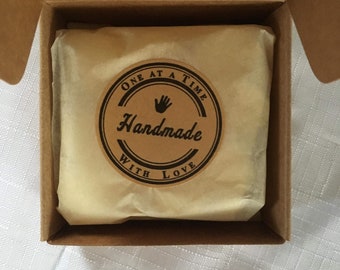 One at a Time
Handmade
With Love